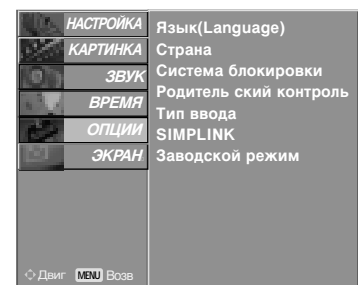 НАСТРОЙКА
КАРТИНКА
ЗВУК
ВРЕМЯ
ОПЦИИ
ЭКРАН
Язык(Language)
Страна
Система блокировки
Родитель ский контроль
Тип ввода
SIMPLINK
Заводской режим
Двиг MENU Возв